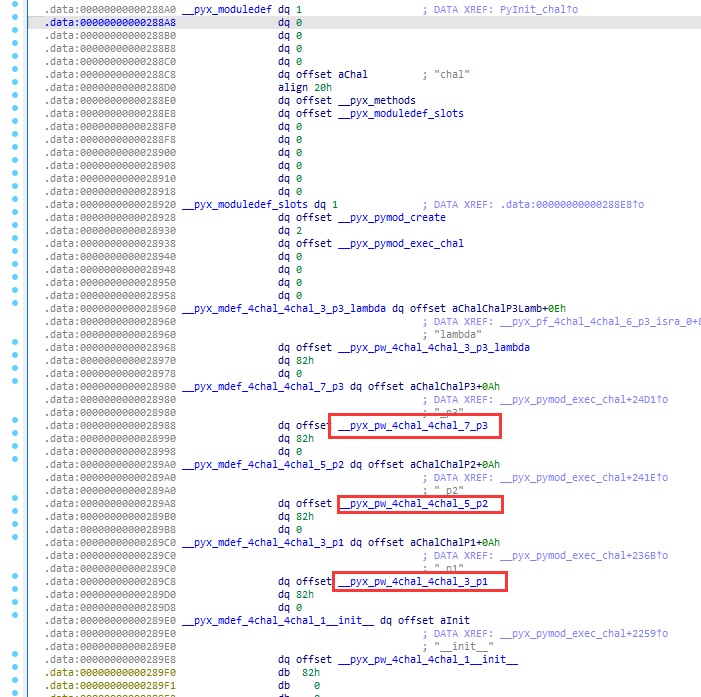 .data:00000000000288A0 __pyx_moduledef dq 1 ; DATA XREF: PyInit_chal↑o
.data:00000000000288A8 dq 0
.data:00000000000288B0 dq 0
.data:00000000000288B8 dq 0
.data:00000000000288C0 dq 0
.data:00000000000288C8 dq offset aChal ; "chal"
.data:00000000000288D0 align 20h
.data:00000000000288E0 dq offset __pyx_methods
.data:00000000000288E8 dq offset __pyx_moduledef_slots
.data:00000000000288F0 dq 0
.data:00000000000288F8 dq 0
.data:0000000000028900 dq 0
.data:0000000000028908 dq 0
.data:0000000000028910 dq 0
.data:0000000000028918 dq 0
.data:0000000000028920 __pyx_moduledef_slots dq 1 ; DATA XREF: .data:00000000000288E8↑o
.data:0000000000028928 dq offset __pyx_pymod_create
.data:0000000000028930 dq 2
.data:0000000000028938 dq offset __pyx_pymod_exec_chal
.data:0000000000028940 dq 0
.data:0000000000028948 dq 0
.data:0000000000028950 dq 0
.data:0000000000028958 dq 0
.data:0000000000028960 __pyx_mdef_4chal_4chal_3_p3_lambda dq offset aChalChalP3Lamb+0Eh
.data:0000000000028960 ; DATA XREF: __pyx_pf_4chal_4chal_6_p3_isra_0+8
.data:0000000000028960 ; "lambda"
.data:0000000000028968 dq offset __pyx_pw_4chal_4chal_3_p3_lambda
.data:0000000000028970 dq 82h
.data:0000000000028978 dq 0
.data:0000000000028980 __pyx_mdef_4chal_4chal_7_p3 dq offset aChalChalP3+0Ah
.data:0000000000028980 ; DATA XREF: __pyx_pymod_exec_chal+24D1↑o
.data:0000000000028980 ; "_p3"
.data:0000000000028988 dq offset __pyx_pw_4chal_4chal_7_p3
.data:0000000000028990 dq 82h
.data:0000000000028998 dq 0
.data:00000000000289A0 __pyx_mdef_4chal_4chal_5_p2 dq offset aChalChalP2+0Ah
.data:00000000000289A0 ; DATA XREF: __pyx_pymod_exec_chal+241E↑o
.data:00000000000289A0 ; "_p2"
.data:00000000000289A8 dq offset __pyx_pw_4chal_4chal_5_p2
.data:00000000000289B0 dq 82h
.data:00000000000289B8 dq 0
.data:00000000000289C0 __pyx_mdef_4chal_4chal_3_p1 dq offset aChalChalP1+0Ah
.data:00000000000289C0 ; DATA XREF: __pyx_pymod_exec_chal+236B↑o
.data:00000000000289C0 ; "_p1"
.data:00000000000289C8 dq offset __pyx_pw_4chal_4chal_3_p1
.data:00000000000289D0 dq 82h
.data:00000000000289D8 dq 0
.data:00000000000289E0 __pyx_mdef_4chal_4chal_1__init__ dq offset aInit
.data:00000000000289E0 ; DATA XREF: __pyx_pymod_exec_chal+2259↑o
.data:00000000000289E0 ; "__init__"
.data:00000000000289E8 dq offset __pyx_pw_4chal_4chal_1__init__
.data:00000000000289F0 db 82h
.data:00000000000289F1 db 0